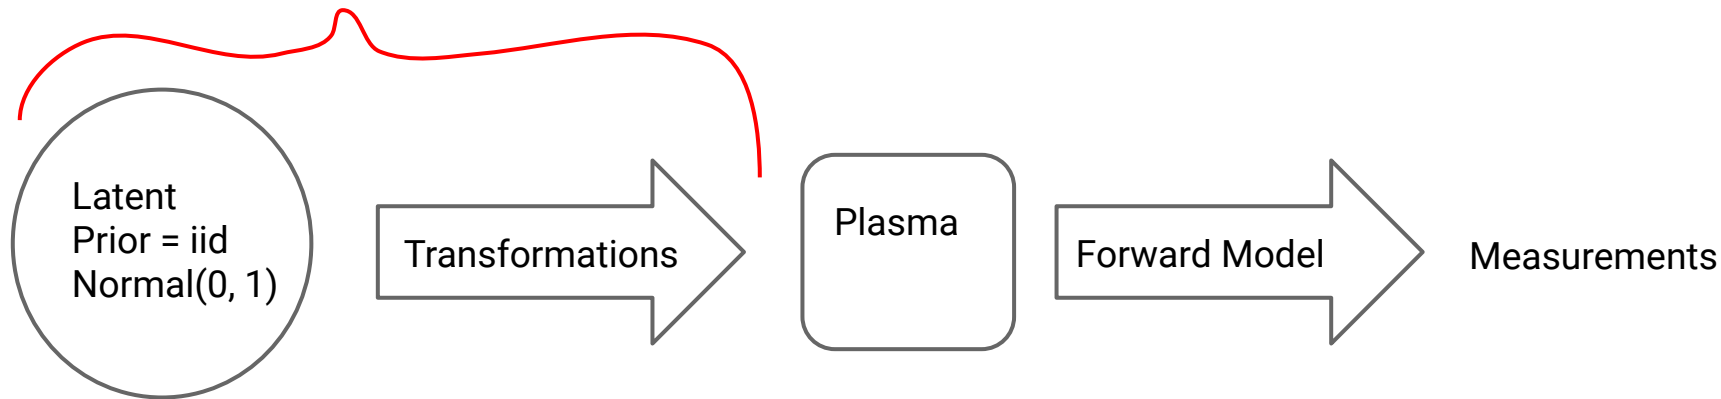 Latent
Prior = iid
Normal(0, 1)
Transformations
Plasma
Forward Model
Measurements